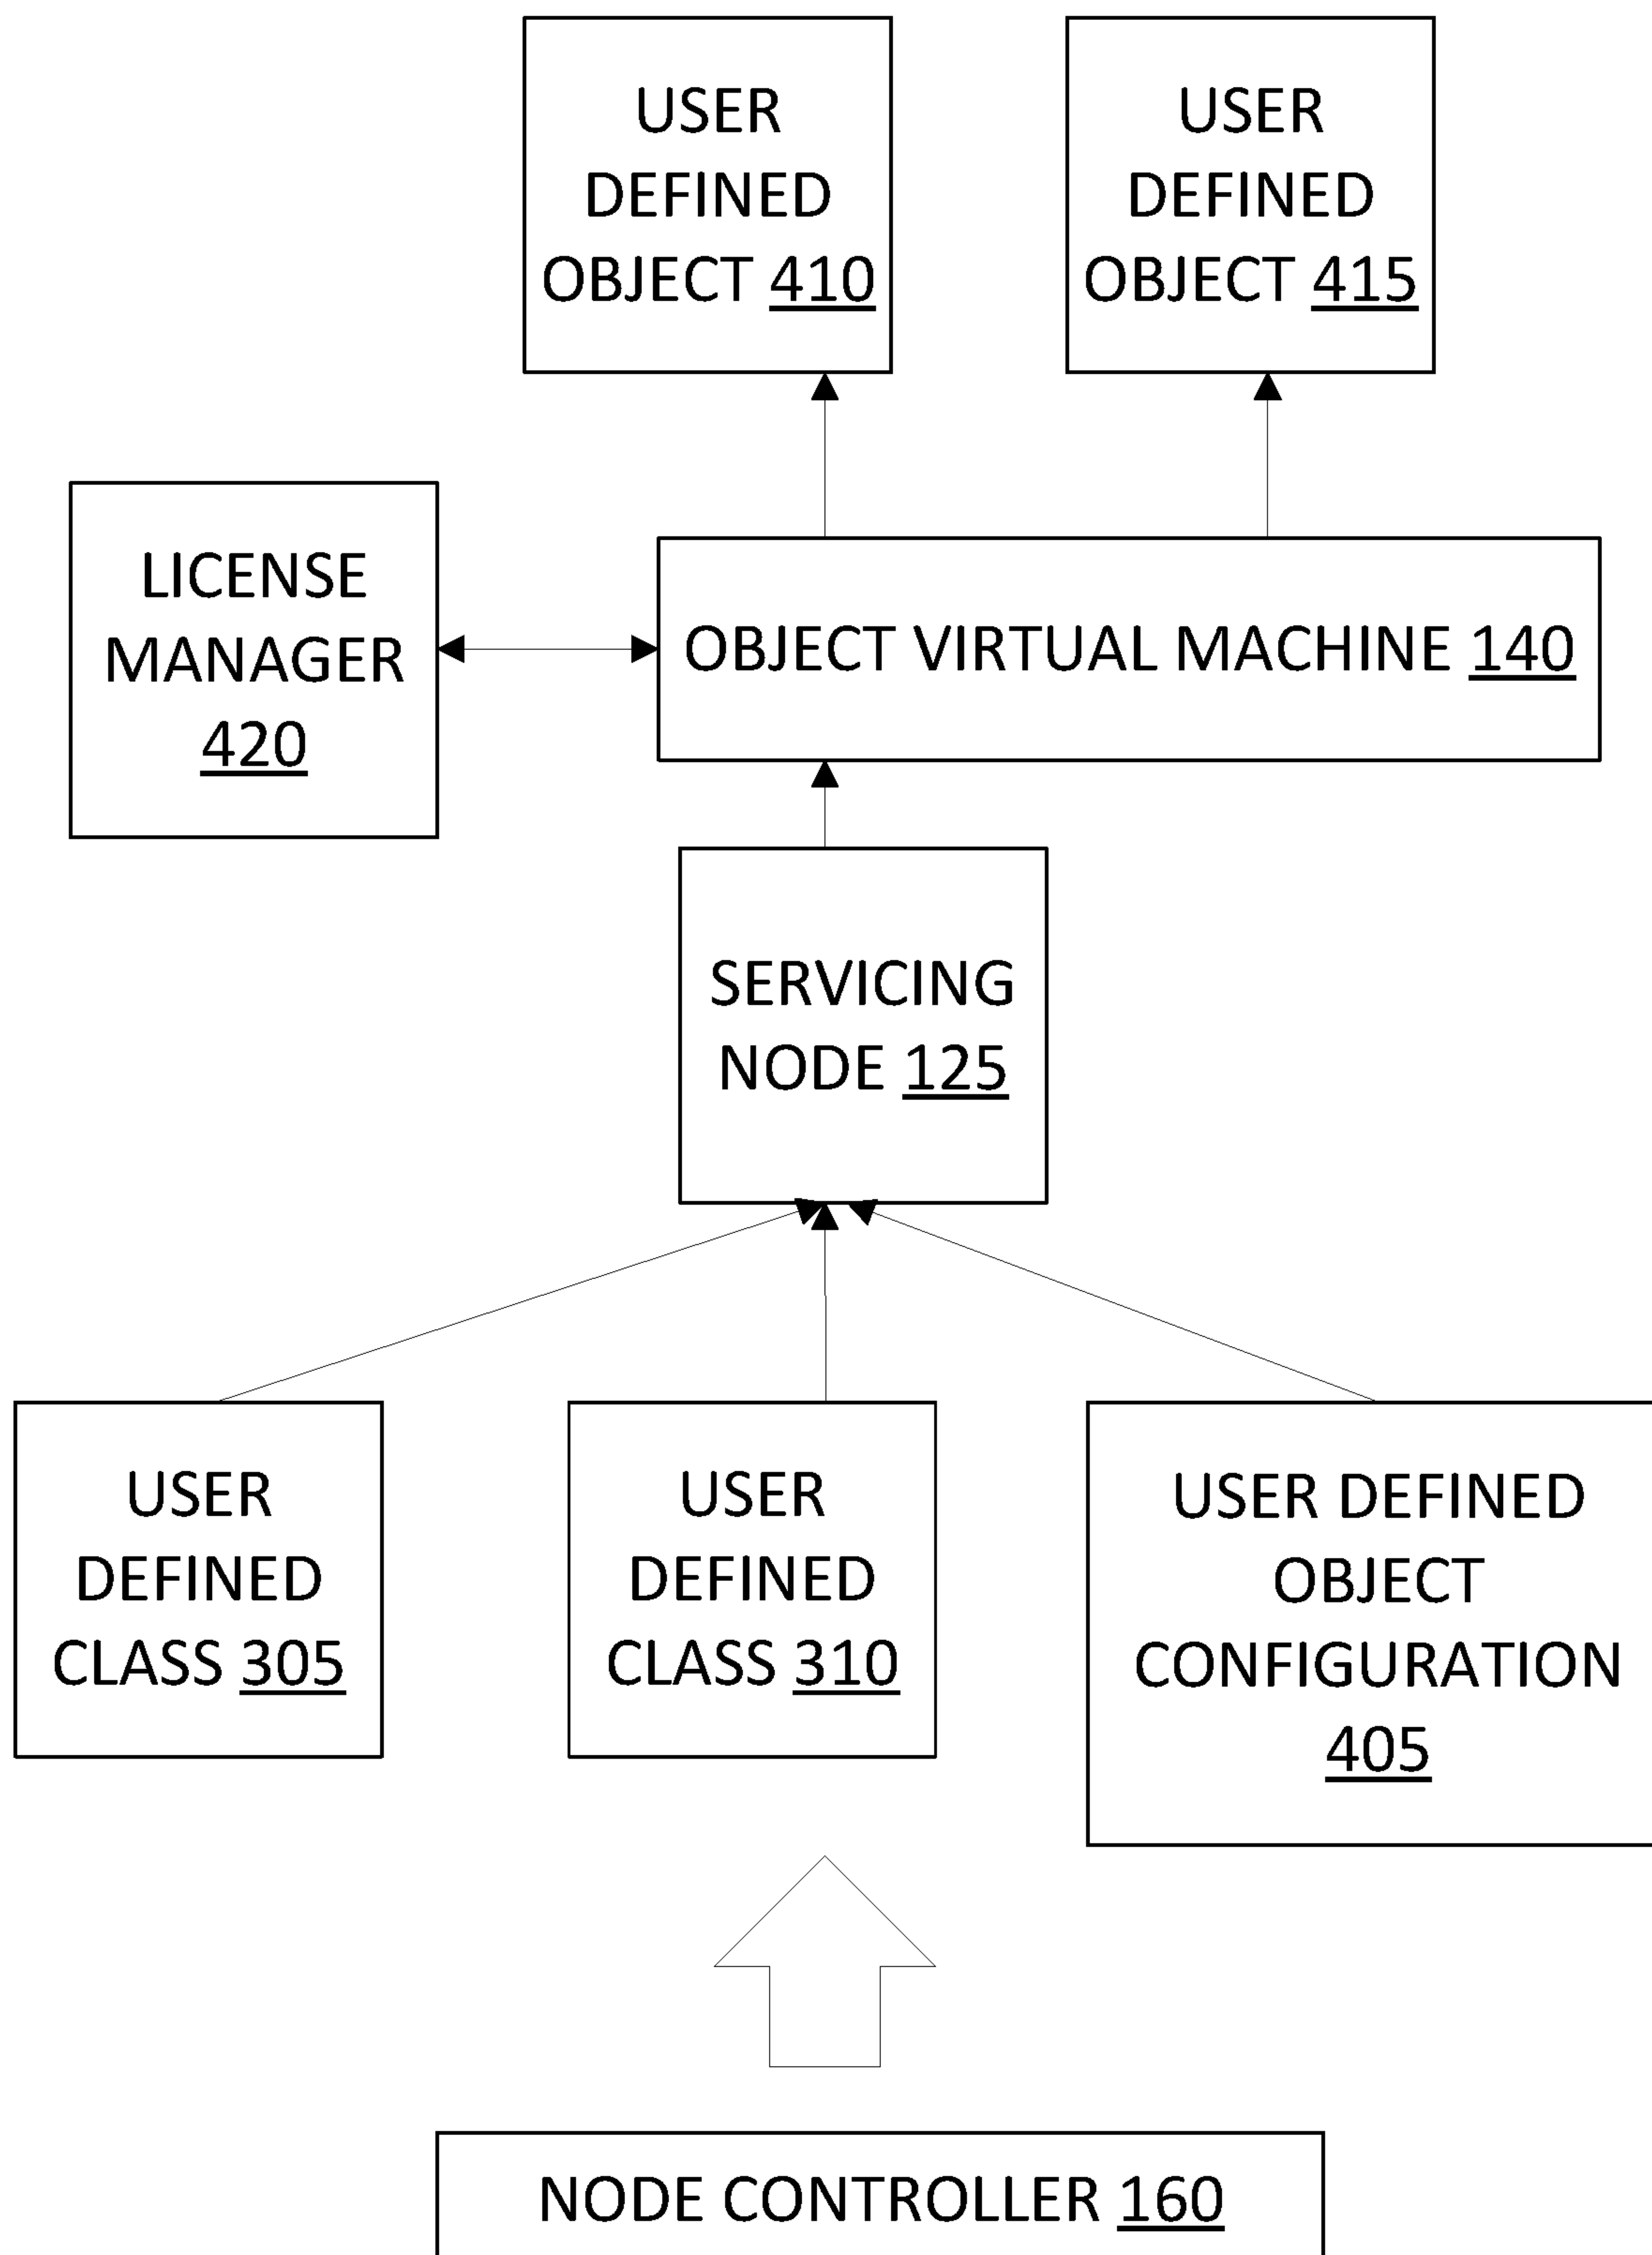 USER
DEFINED
OBJECT 410
USER
DEFINED
OBJECT 415
LICENSE
MANAGER
420
OBJECT VIRTUAL MACHINE 140
SERVICING
NODE 125
USER
DEFINED
CLASS 305
USER
DEFINED
CLASS 310
USER DEFINED
OBJECT
CONFIGURATION
405
NODE CONTROLLER 160